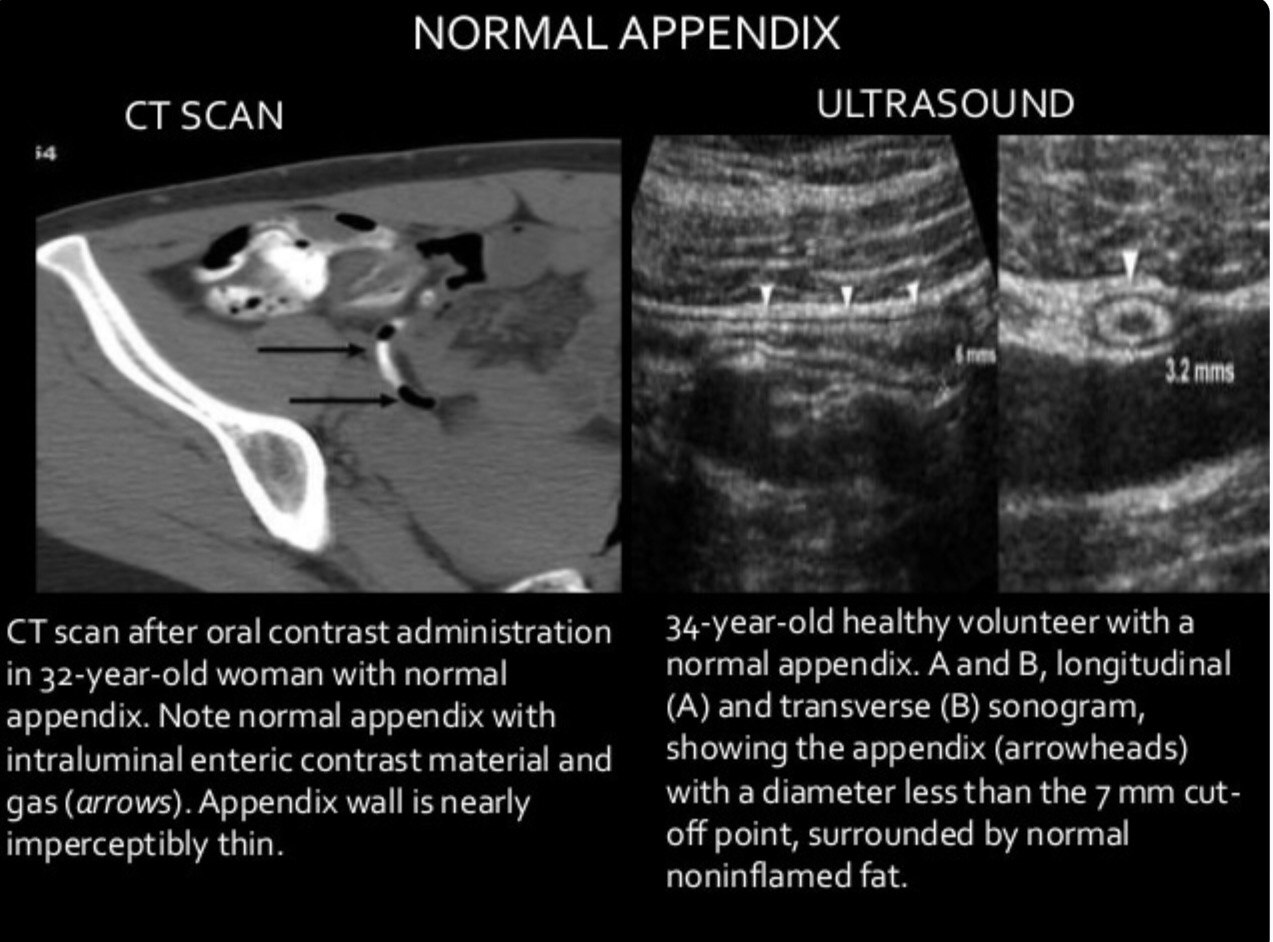 NORMAL APPENDIX
CT SCAN
ULTRASOUND
6 mms
3.2 mms
CT scan after oral contrast administration
in 32-year-old woman with normal
appendix. Note normal appendix with
intraluminal enteric contrast material and
gas (arrows). Appendix wall is nearly
imperceptibly thin.
34-year-old healthy volunteer with a
normal appendix. A and B, longitudinal
(A) and transverse (B) sonogram,
showing the appendix (arrowheads)
with a diameter less than the 7 mm cut-
off point, surrounded by normal
noninflamed fat.